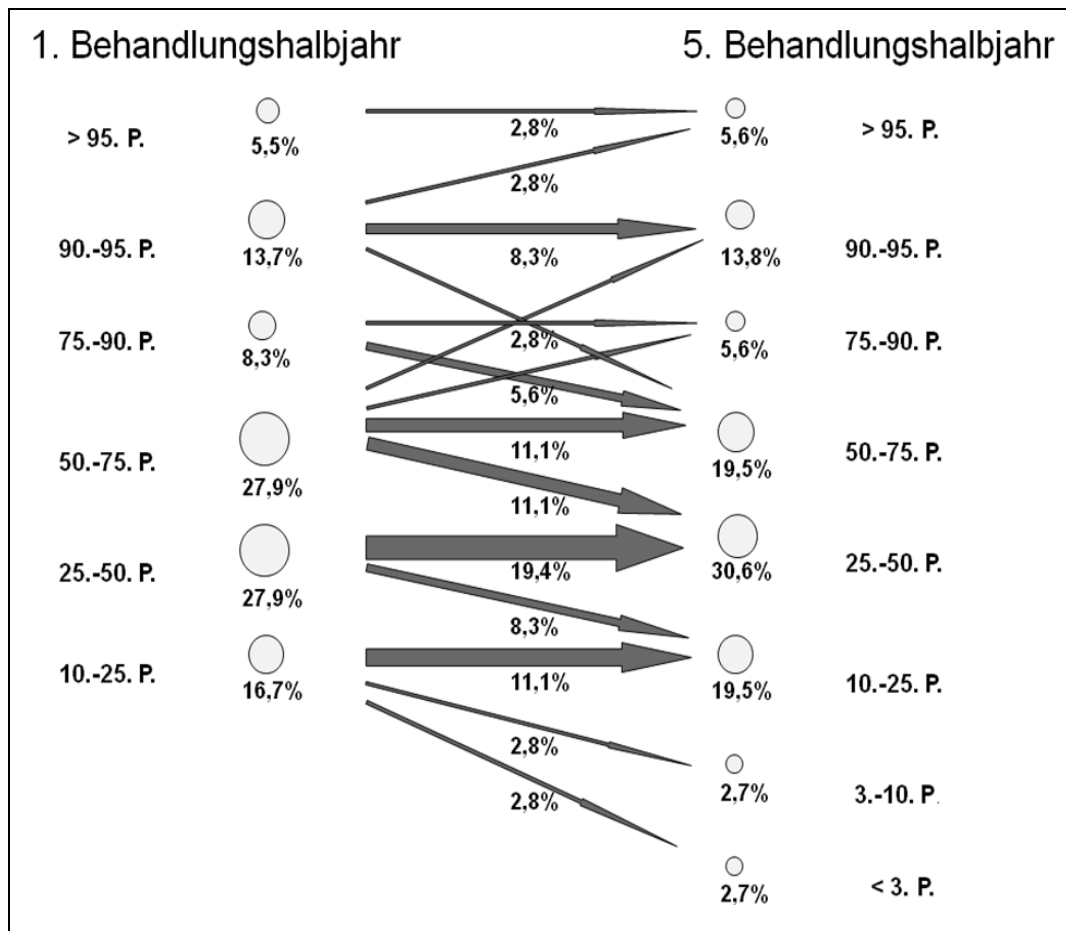 1. Behandlungshalbjahr 5. Behandlungshalbjahr
> 95. P. 5,5% 2,8% 5,6% > 95. P.
2,8%
90.-95. P. 13,7% 8,3% 13,8% 90.-95. P.
75.-90. P. 8,3% 2,8% 5,6% 75.-90. P.
5,6%
50.-75. P. 27,9% 11,1% 19,5% 50.-75. P.
11,1%
25.-50. P. 27,9% 19,4% 30,6% 25.-50. P.
8,3%
10.-25. P. 16,7% 11,1% 19,5% 10.-25. P.
2,8% 2,7% 3.-10. P.
2,8%
2,7% < 3. P.